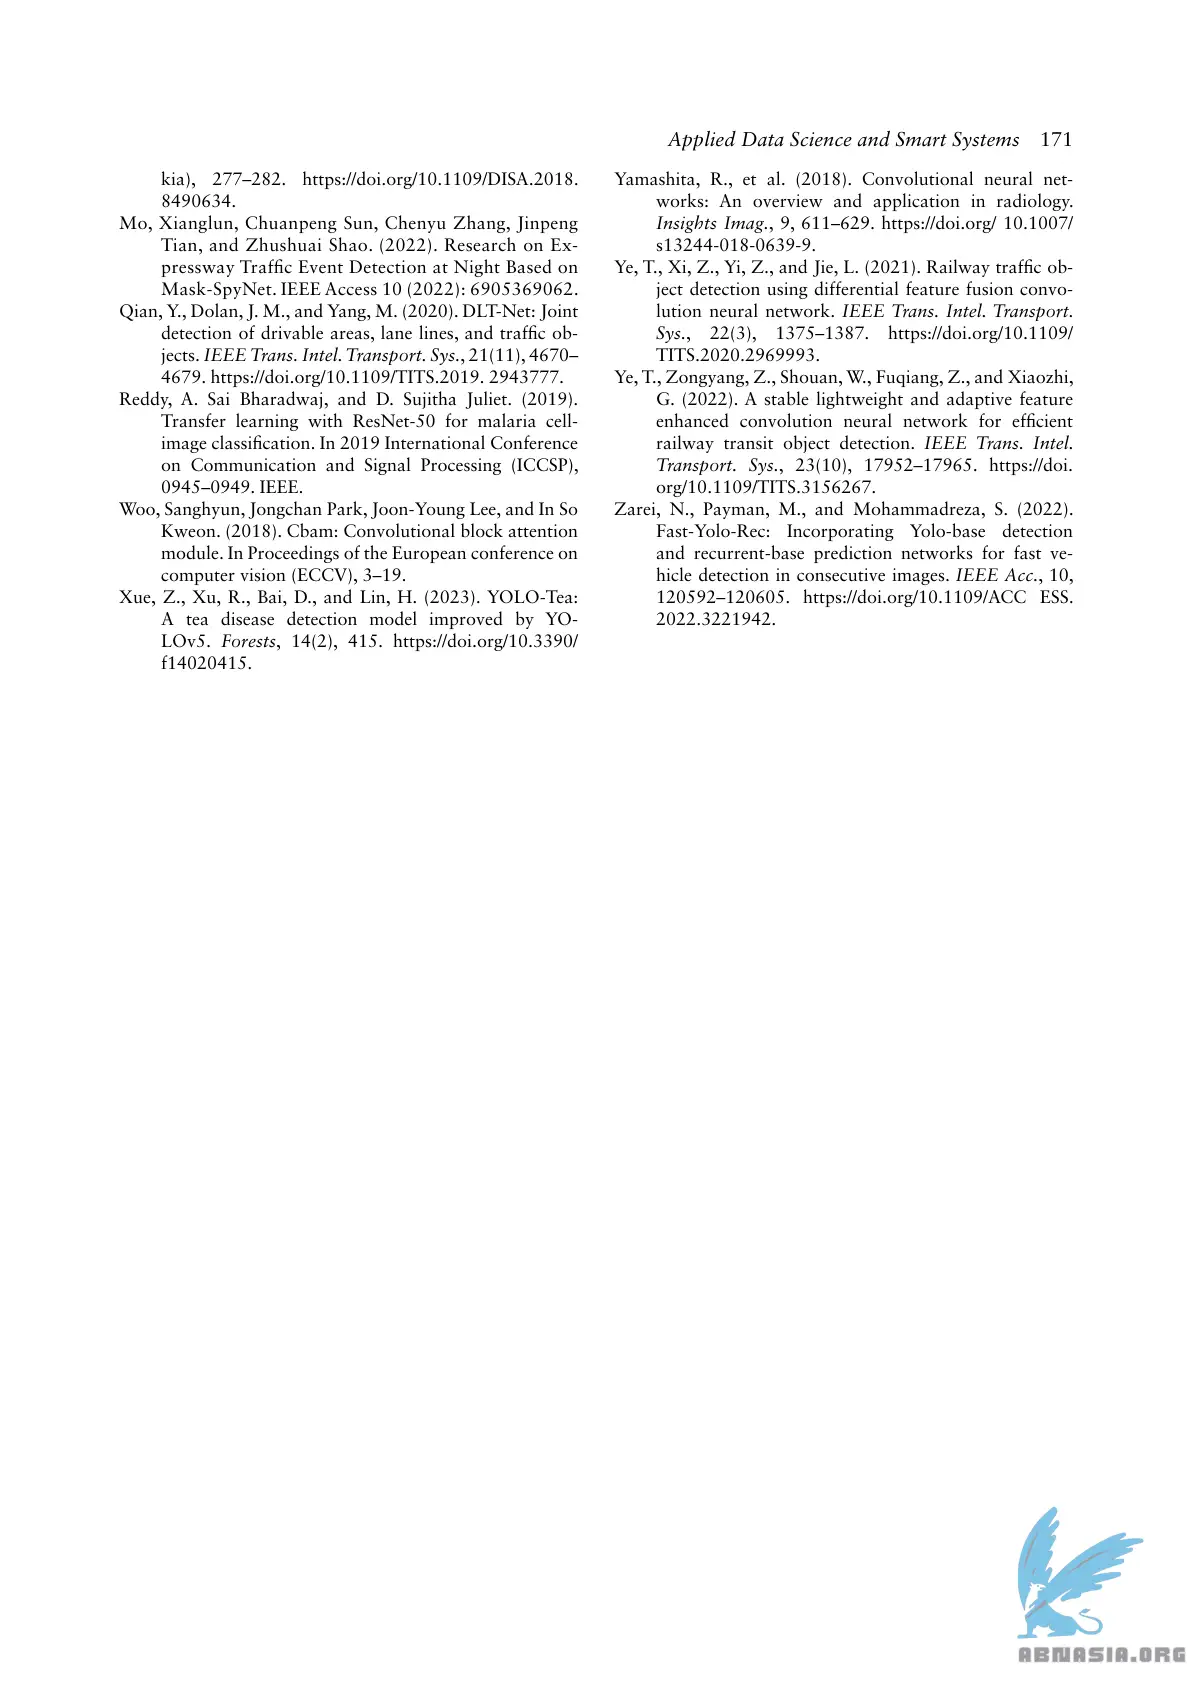 Applied Data Science and Smart Systems 171
kia), 277–282. https://doi.org/10.1109/DISA.2018.
8490634.
Mo, Xianglun, Chuanpeng Sun, Chenyu Zhang, Jinpeng
Tian, and Zhushuai Shao. (2022). Research on Ex-
pressway Traffic Event Detection at Night Based on
Mask-SpyNet. IEEE Access 10 (2022): 6905369062.
Qian, Y., Dolan, J. M., and Yang, M. (2020). DLT-Net: Joint
detection of drivable areas, lane lines, and traffic ob-
jects. IEEE Trans. Intel. Transport. Sys., 21(11), 4670–
4679. https://doi.org/10.1109/TITS.2019. 2943777.
Reddy, A. Sai Bharadwaj, and D. Sujitha Juliet. (2019).
Transfer learning with ResNet-50 for malaria cell-
image classification. In 2019 International Conference
on Communication and Signal Processing (ICCSP),
0945–0949. IEEE.
Woo, Sanghyun, Jongchan Park, Joon-Young Lee, and In So
Kweon. (2018). Cbam: Convolutional block attention
module. In Proceedings of the European conference on
computer vision (ECCV), 3–19.
Xue, Z., Xu, R., Bai, D., and Lin, H. (2023). YOLO-Tea:
A tea disease detection model improved by YO-
LOv5. Forests, 14(2), 415. https://doi.org/10.3390/
f14020415.
Yamashita, R., et al. (2018). Convolutional neural net-
works: An overview and application in radiology.
Insights Imag., 9, 611–629. https://doi.org/ 10.1007/
s13244-018-0639-9.
Ye, T., Xi, Z., Yi, Z., and Jie, L. (2021). Railway traffic ob-
ject detection using differential feature fusion convo-
lution neural network. IEEE Trans. Intel. Transport.
Sys., 22(3), 1375–1387. https://doi.org/10.1109/
TITS.2020.2969993.
Ye, T., Zongyang, Z., Shouan, W., Fuqiang, Z., and Xiaozhi,
G. (2022). A stable lightweight and adaptive feature
enhanced convolution neural network for efficient
railway transit object detection. IEEE Trans. Intel.
Transport. Sys., 23(10), 17952–17965. https://doi.
org/10.1109/TITS.3156267.
Zarei, N., Payman, M., and Mohammadreza, S. (2022).
Fast-Yolo-Rec: Incorporating Yolo-base detection
and recurrent-base prediction networks for fast ve-
hicle detection in consecutive images. IEEE Acc., 10,
120592–120605. https://doi.org/10.1109/ACC ESS.
2022.3221942.
ABNASIA.ORG